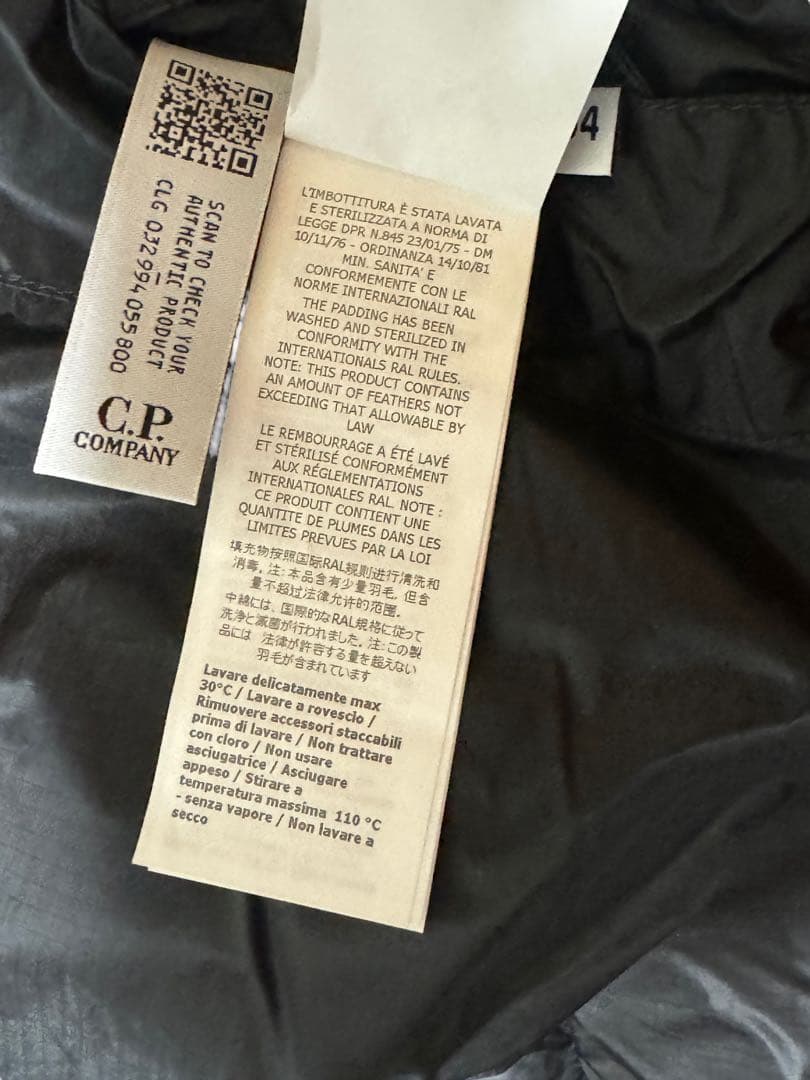 SCAN TO CHECK YOUR
AUTHENTIC PRODUCT
CLG 032 994 055 800
C.P.
COMPANY
4
L'IMBOTTITURA È STATA LAVATA
E STERILIZZATA A NORMA DI
LEGGE DPR N.845 23/01/75 - DM
10/11/76 - ORDINANZA 14/10/81
MIN. SANITA' E
CONFORMEMENTE CON LE
NORME INTERNAZIONALI RAL
THE PADDING HAS BEEN
WASHED AND STERILIZED IN
CONFORMITY WITH THE
INTERNATIONALS RAL RULES.
NOTE: THIS PRODUCT CONTAINS
AN AMOUNT OF FEATHERS NOT
EXCEEDING THAT ALLOWABLE BY
LAW
LE REMBOURRAGE A ÉTÉ LAVÉ
ET STÉRILISÉ CONFORMÉMENT
AUX RÉGLEMENTATIONS
INTERNATIONALES RAL. NOTE :
CE PRODUIT CONTIENT UNE
QUANTITE DE PLUMES DANS LES
LIMITES PREVUES PAR LA LOI
填充物按照国际RAL规则进行清洗和
消毒。注:本品含有少量羽毛，但含
量不超过法律允许的范围。
中綿には、国際的なRAL規格に従って
洗浄と滅菌が行われました。注:この製
品には 法律が許容する量を超えない
羽毛が含まれています
Lavare delicatamente max
30°C / Lavare a rovescio /
Rimuovere accessori staccabili
prima di lavare / Non trattare
con cloro / Non usare
asciugatrice / Asciugare
appeso / Stirare a
temperatura massima 110 °C
- senza vapore / Non lavare a
secco